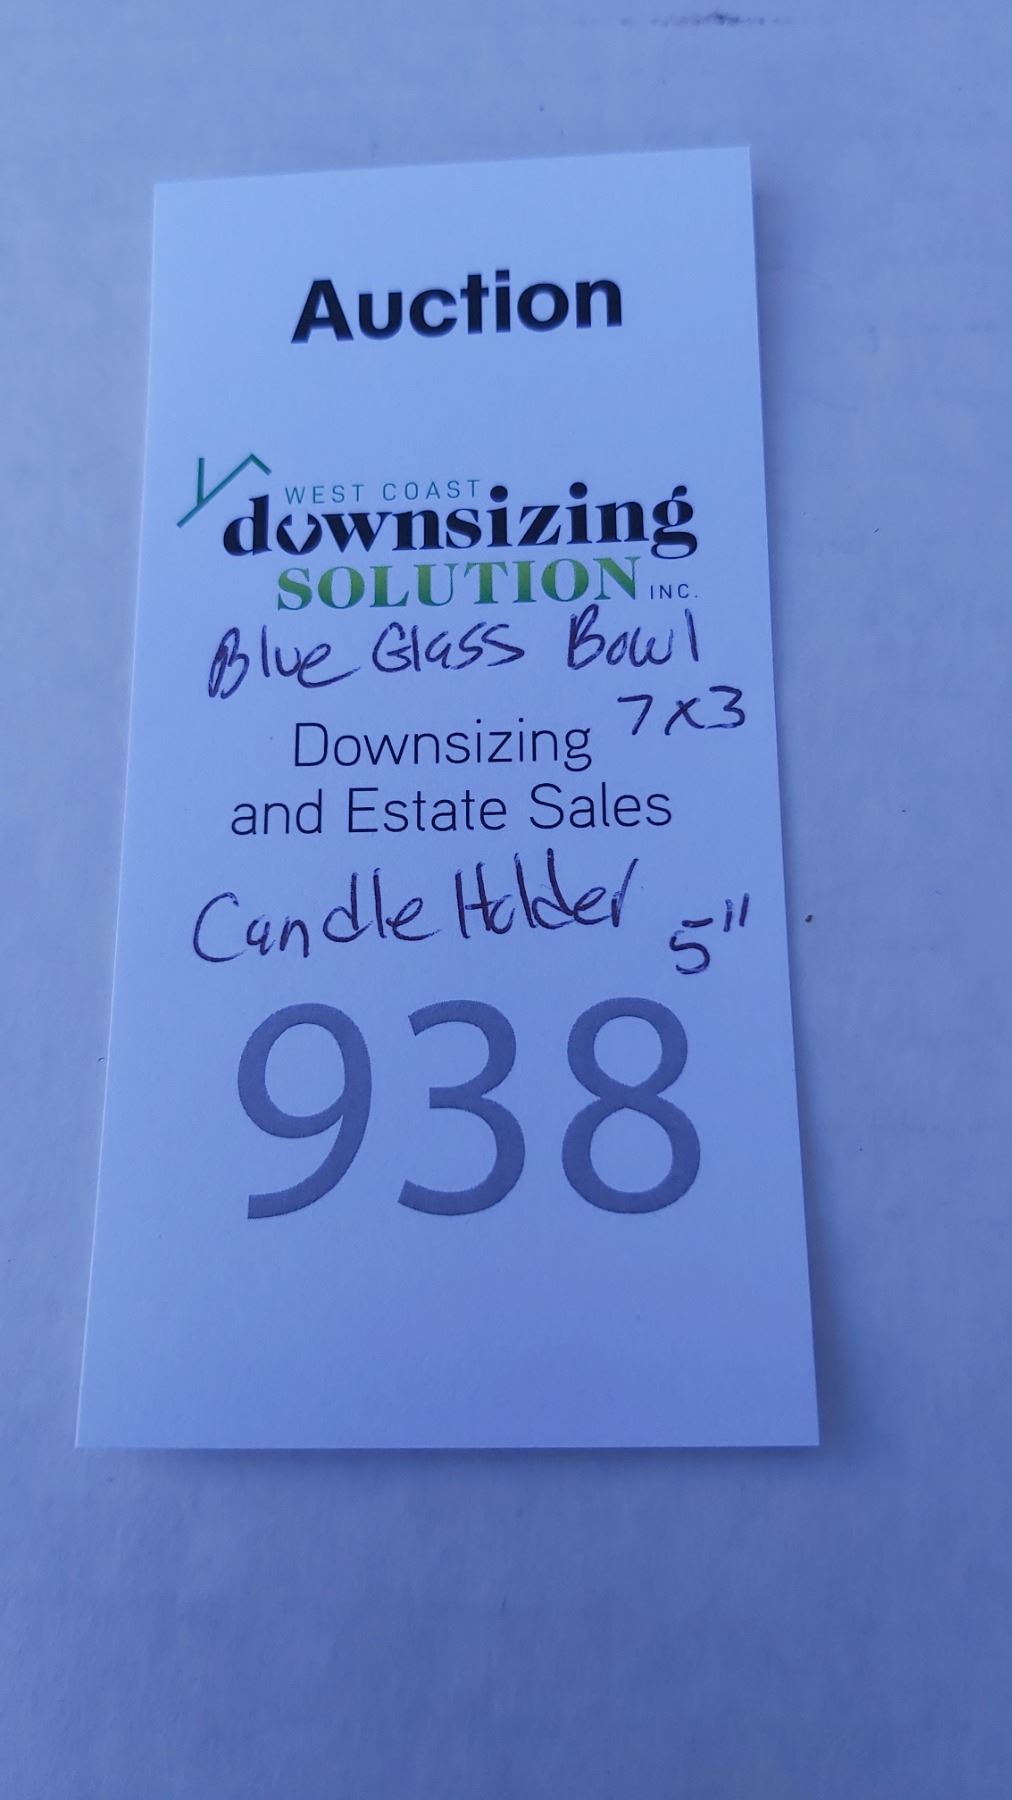 Auction
WEST COAST
downsizing
SOLUTION INC.
Blue Glass Bowl
7x3
Downsizing
and Estate Sales
Candle Holder 5"
938